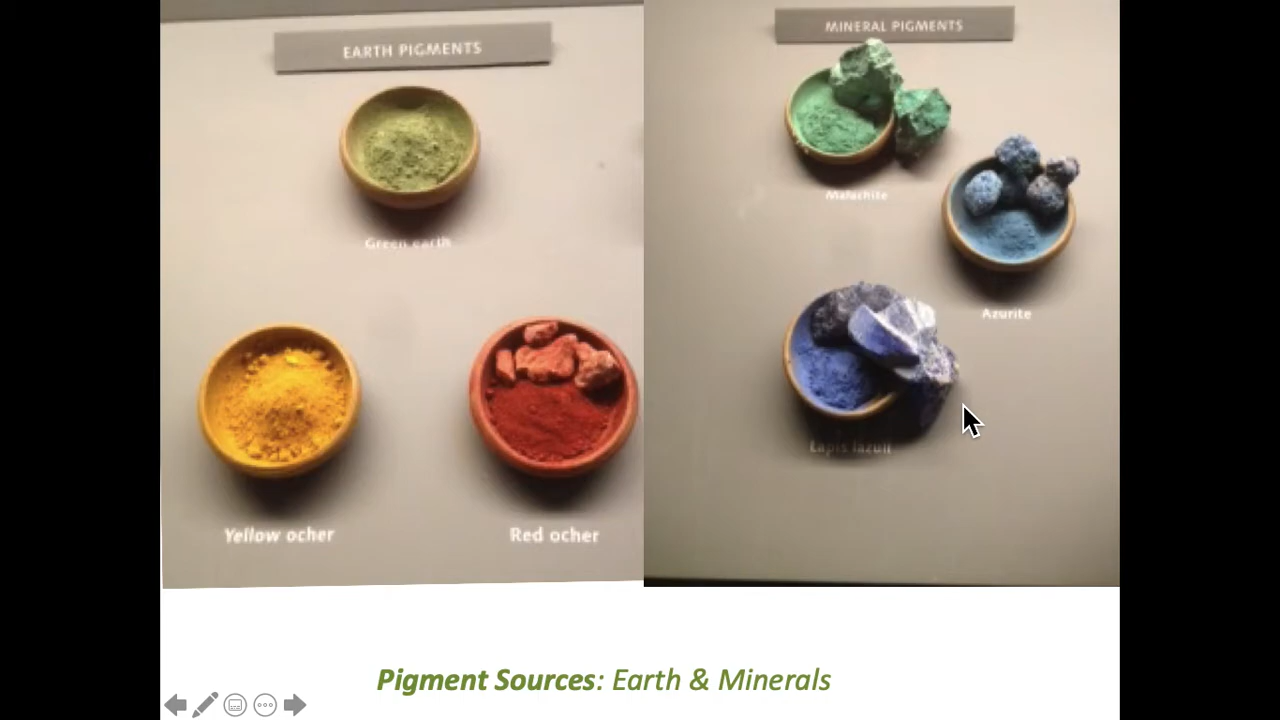 EARTH PIGMENTS
Green earth
Yellow ocher
Red ocher
MINERAL PIGMENTS
Malachite
Azurite
Lapis lazuli
Pigment Sources: Earth & Minerals